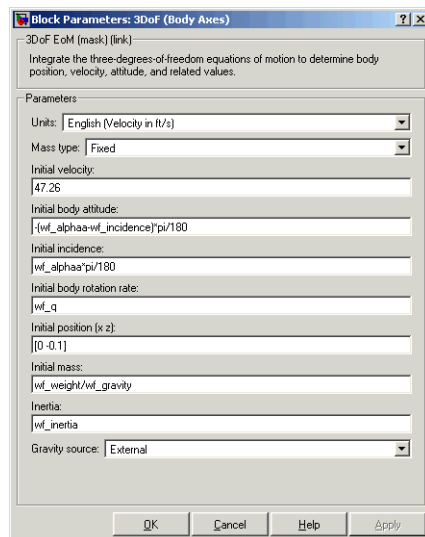 Block Parameters: 3DoF (Body Axes)
3DoF EoM (mask) (link)
Integrate the three-degrees-of-freedom equations of motion to determine body
position, velocity, attitude, and related values.
Parameters
Units: English (Velocity in ft/s)
Mass type: Fixed
Initial velocity:
47.26
Initial body attitude:
-(wf_alphaa-wf_incidence)*pi/180
Initial incidence:
wf_alphaa*pi/180
Initial body rotation rate:
wf_q
Initial position (x z):
[0 -0.1]
Initial mass:
wf_weight/wf_gravity
Inertia:
wf_inertia
Gravity source: External
OK Cancel Help Apply